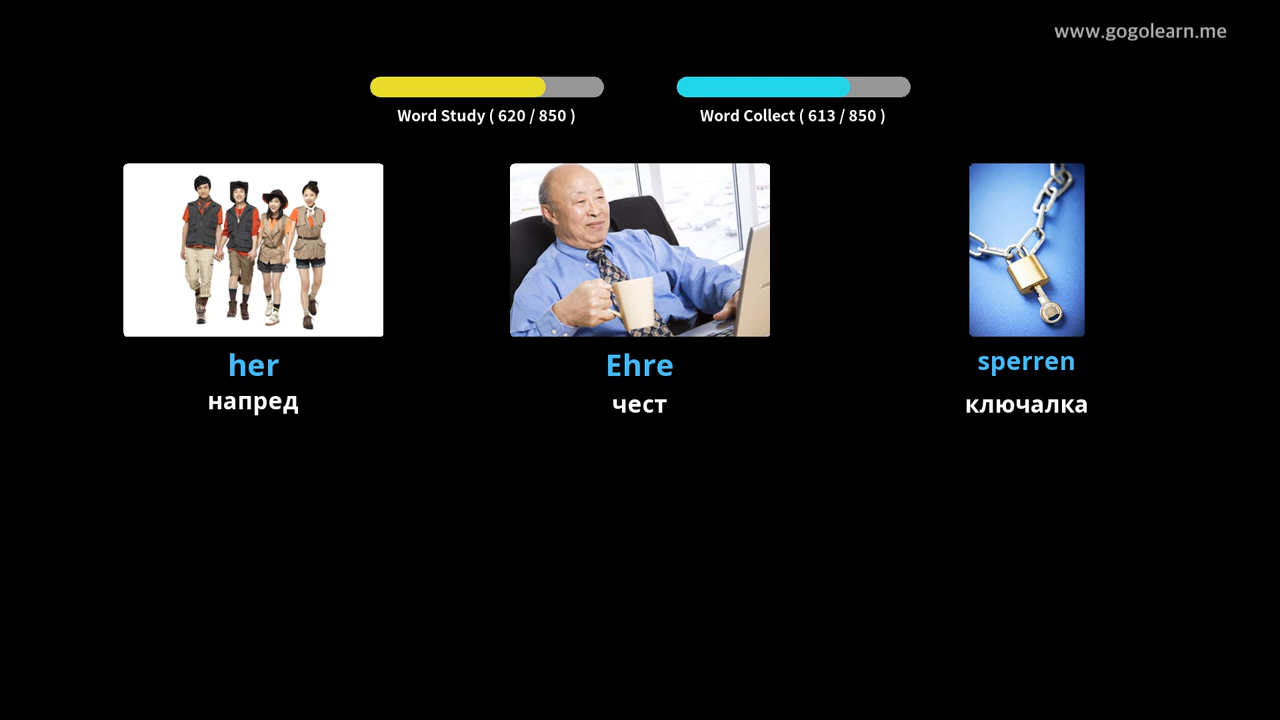 www.gogolearn.me
Word Study ( 620 / 850 )
Word Collect ( 613 / 850 )
her
напред
Ehre
чест
sperren
ключалка